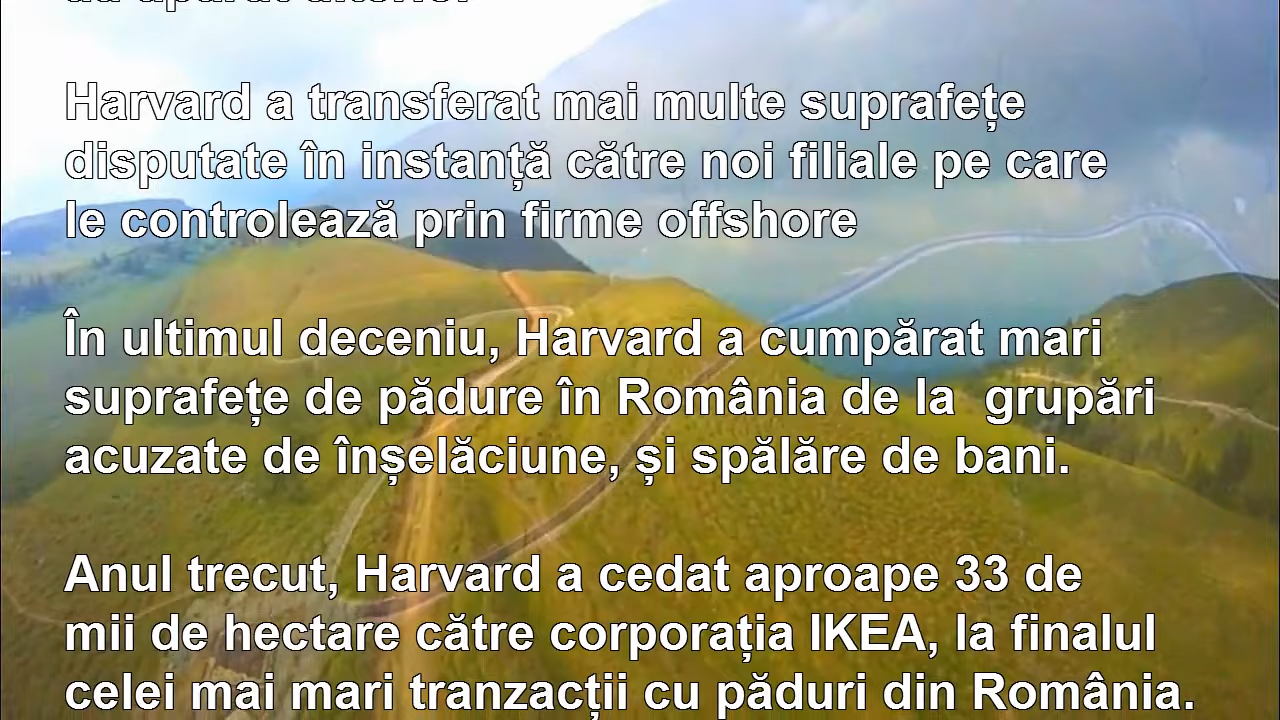 Harvard a transferat mai multe suprafețe
disputate în instanță către noi filiale pe care
le controlează prin firme offshore
În ultimul deceniu, Harvard a cumpărat mari
suprafețe de pădure în România de la  grupări
acuzate de înșelăciune, și spălăre de bani.
Anul trecut, Harvard a cedat aproape 33 de
mii de hectare către corporația IKEA, la finalul
celei mai mari tranzacții cu păduri din România.